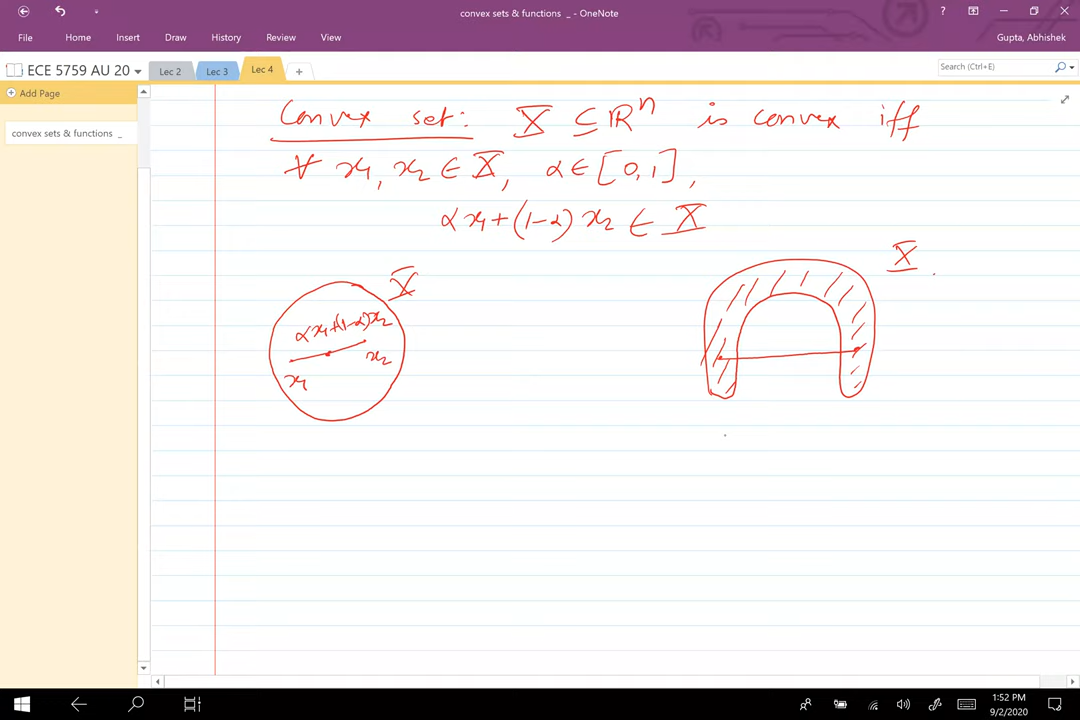 convex sets & functions _ - OneNote
File Home Insert Draw History Review View
Gupta, Abhishek
ECE 5759 AU 20
Lec 2 Lec 3 Lec 4
Search (Ctrl+E)
Add Page
convex sets & functions _
Convex set: X ⊆ ℝⁿ is convex iff
∀ x₁, x₂ ∈ X, α ∈ [0,1],
αx₁+(1-α)x₂ ∈ X
X
X
αx₁+(1-α)x₂
x₂
x₁
1:52 PM
9/2/2020